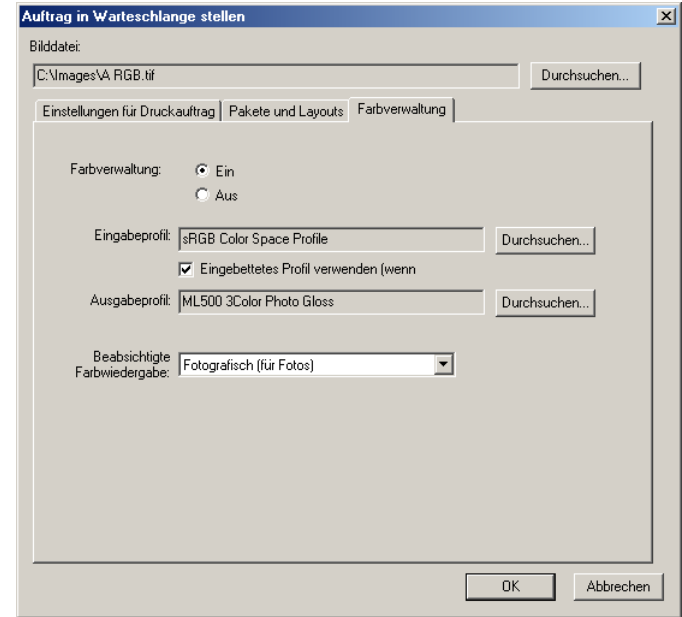 Auftrag in Warteschlange stellen
Bilddatei:
C:\Images\A RGB.tif Durchsuchen...
Einstellungen für Druckauftrag Pakete und Layouts Farbverwaltung
Farbverwaltung: Ein
Aus
Eingabeprofil: sRGB Color Space Profile Durchsuchen...
Eingebettetes Profil verwenden (wenn
Ausgabeprofil: ML500 3Color Photo Gloss Durchsuchen...
Beabsichtigte
Farbwiedergabe: Fotografisch (für Fotos)
OK Abbrechen